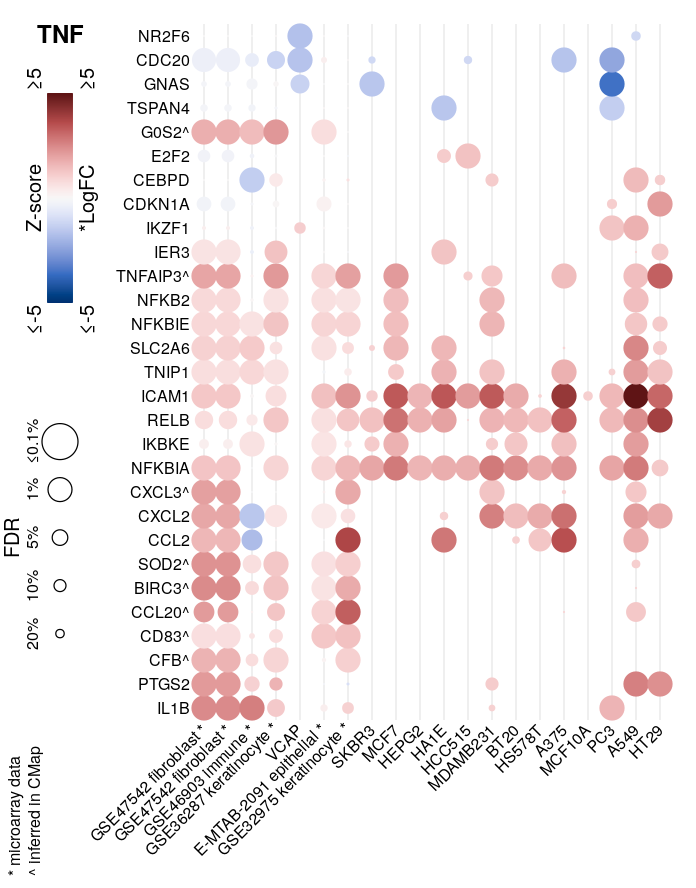 TNF
≥5
≥5
Z-score
*LogFC
≤-5
≤-5
≤0.1%
1%
5%
10%
20%
FDR
NR2F6
CDC20
GNAS
TSPAN4
G0S2^
E2F2
CEBPD
CDKN1A
IKZF1
IER3
TNFAIP3^
NFKB2
NFKBIE
SLC2A6
TNIP1
ICAM1
RELB
IKBKE
NFKBIA
CXCL3^
CXCL2
CCL2
SOD2^
BIRC3^
CCL20^
CD83^
CFB^
PTGS2
IL1B
GSE47542 fibroblast*
GSE47542 fibroblast*
GSE46903 immune*
GSE36287 keratinocyte*
VCAP
E-MTAB-2091 epithelial*
GSE32975 keratinocyte*
SKBR3
MCF7
HEPG2
HA1E
HCC515
MDAMB231
BT20
HS578T
A375
MCF10A
PC3
A549
HT29
* microarray data
^ Inferred In CMap